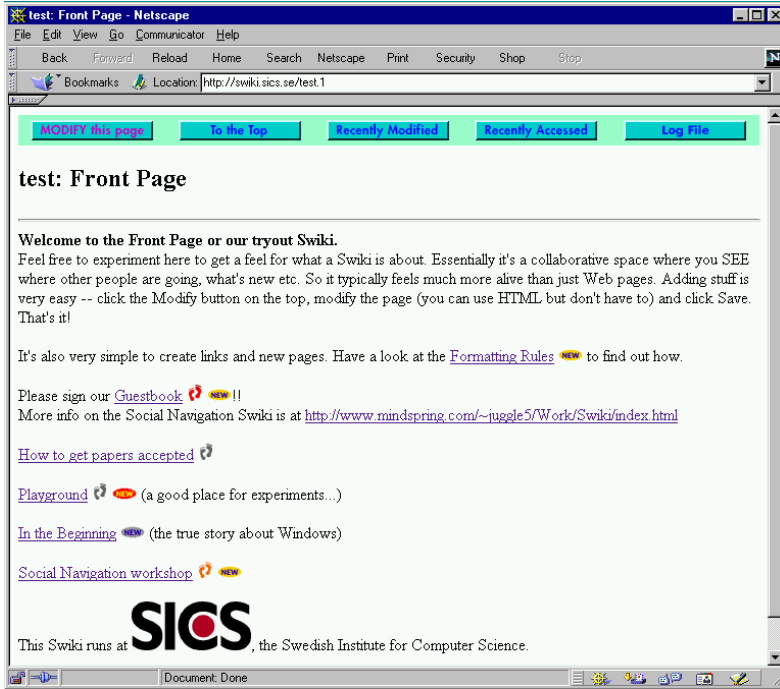 test: Front Page - Netscape
File Edit View Go Communicator Help
Back Forward Reload Home Search Netscape Print Security Shop Stop
N
Bookmarks Location: http://swiki.sics.se/test.1
MODIFY this page To the Top Recently Modified Recently Accessed Log File
test: Front Page
Welcome to the Front Page or our tryout Swiki.
Feel free to experiment here to get a feel for what a Swiki is about. Essentially it's a collaborative space where you SEE
where other people are going, what's new etc. So it typically feels much more alive than just Web pages. Adding stuff is
very easy -- click the Modify button on the top, modify the page (you can use HTML but don't have to) and click Save.
That's it!
It's also very simple to create links and new pages. Have a look at the Formatting Rules NEW to find out how.
Please sign our Guestbook NEW !!
More info on the Social Navigation Swiki is at http://www.mindspring.com/~juggle5/Work/Swiki/index.html
How to get papers accepted
Playground NEW (a good place for experiments...)
In the Beginning NEW (the true story about Windows)
Social Navigation workshop NEW
This Swiki runs at SICS, the Swedish Institute for Computer Science.
Document: Done